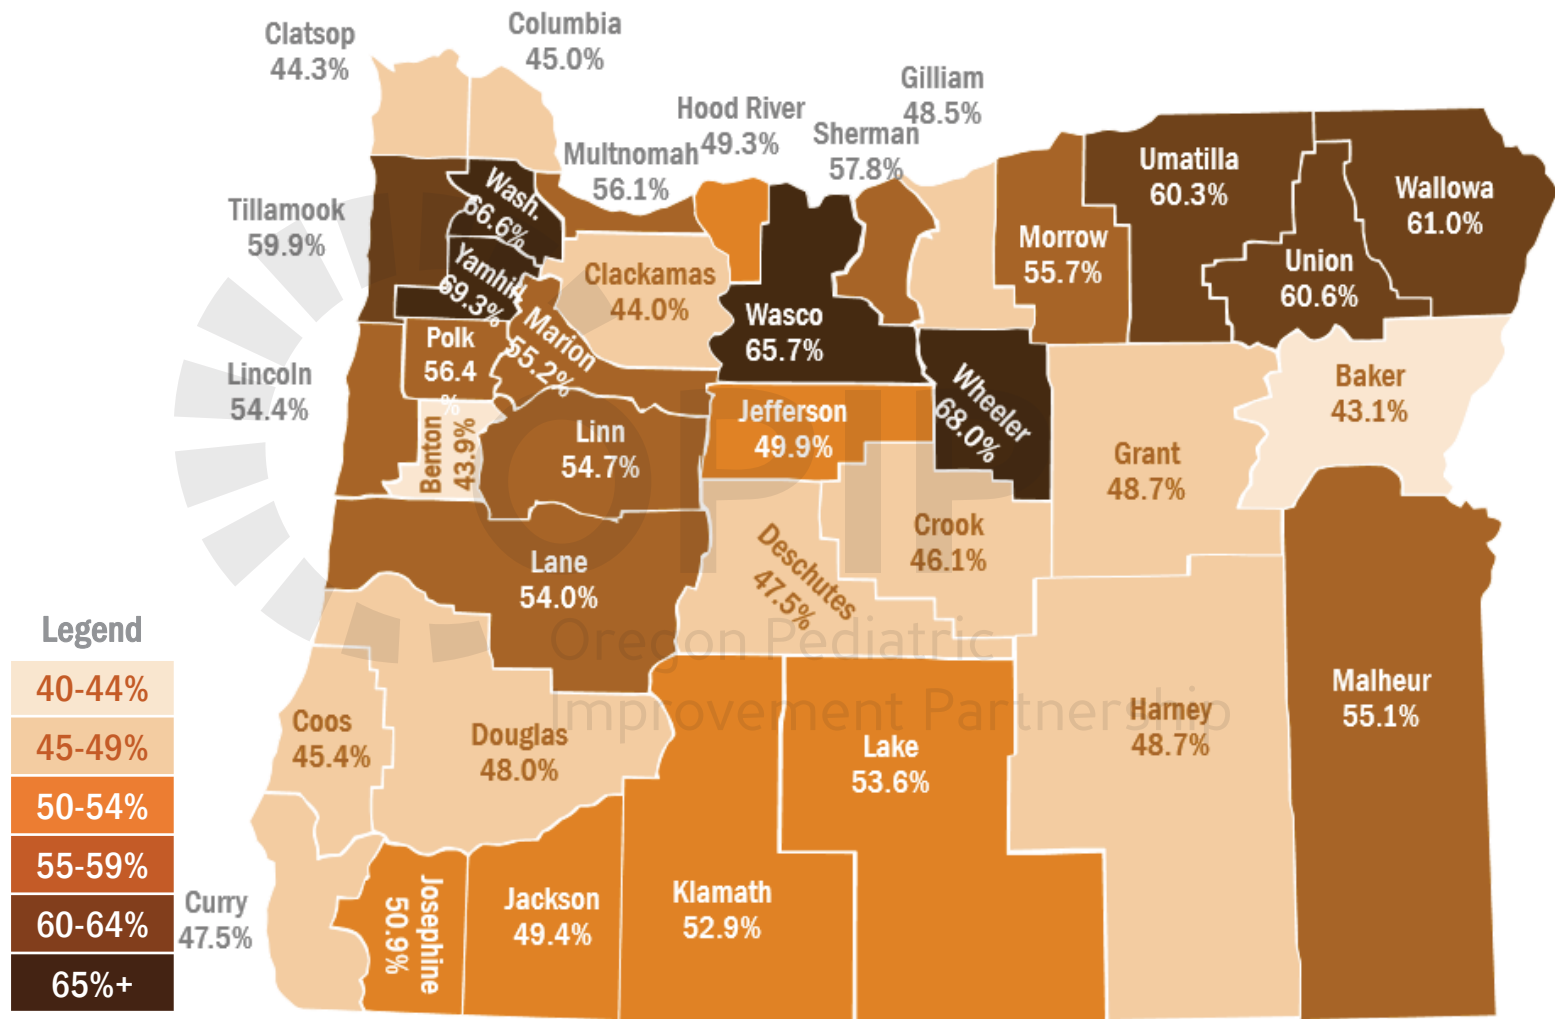 Clatsop
44.3%
Columbia
45.0%
Gilliam
48.5%
Hood River
49.3%
Sherman
57.8%
Multnomah
56.1%
Umatilla
60.3%
Wallowa
61.0%
Wash.
66.6%
Tillamook
59.9%
Morrow
55.7%
Union
60.6%
Yamhill
69.3%
Clackamas
44.0%
Wasco
65.7%
Marion
55.2%
Polk
56.4
%
Lincoln
54.4%
Wheeler
68.0%
Baker
43.1%
Jefferson
49.9%
Benton
43.9%
Linn
54.7%
Grant
48.7%
OPIP
Crook
46.1%
Deschutes
47.5%
Lane
54.0%
Oregon Pediatric
Improvement Partnership
Legend
40-44%
45-49%
50-54%
55-59%
60-64%
65%+
Malheur
55.1%
Harney
48.7%
Coos
45.4%
Douglas
48.0%
Lake
53.6%
Curry
47.5%
Josephine
50.9%
Jackson
49.4%
Klamath
52.9%